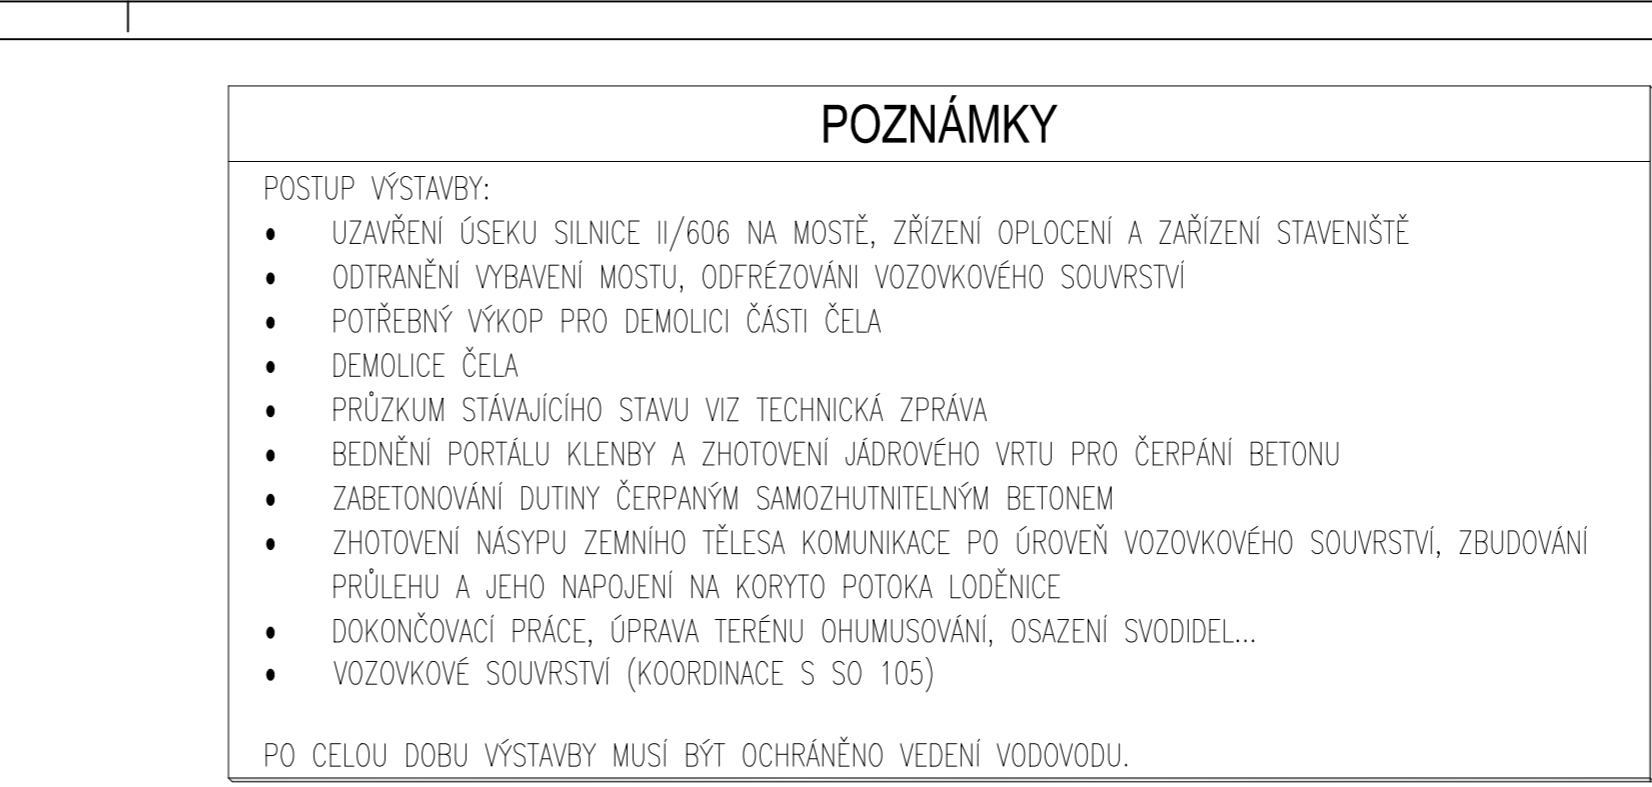 POZNÁMKY
POSTUP VÝSTAVBY:
• UZAVŘENÍ ÚSEKU SILNICE II/606 NA MOSTĚ, ZŘÍZENÍ OPLOCENÍ A ZAŘÍZENÍ STAVENIŠTĚ
• ODTRANĚNÍ VYBAVENÍ MOSTU, ODFRÉZOVÁNI VOZOVKOVÉHO SOUVRSTVÍ
• POTŘEBNÝ VÝKOP PRO DEMOLICI ČÁSTI ČELA
• DEMOLICE ČELA
• PRŮZKUM STÁVAJÍCÍHO STAVU VIZ TECHNICKÁ ZPRÁVA
• BEDNĚNÍ PORTÁLU KLENBY A ZHOTOVENÍ JÁDROVÉHO VRTU PRO ČERPÁNÍ BETONU
• ZABETONOVÁNÍ DUTINY ČERPANÝM SAMOZHUTNITELNÝM BETONEM
• ZHOTOVENÍ NÁSYPU ZEMNÍHO TĚLESA KOMUNIKACE PO ÚROVEŇ VOZOVKOVÉHO SOUVRSTVÍ, ZBUDOVÁNÍ
PRŮLEHU A JEHO NAPOJENÍ NA KORYTO POTOKA LODĚNICE
• DOKONČOVACÍ PRÁCE, ÚPRAVA TERÉNU OHUMUSOVÁNÍ, OSAZENÍ SVODIDEL...
• VOZOVKOVÉ SOUVRSTVÍ (KOORDINACE S SO 105)
PO CELOU DOBU VÝSTAVBY MUSÍ BÝT OCHRÁNĚNO VEDENÍ VODOVODU.